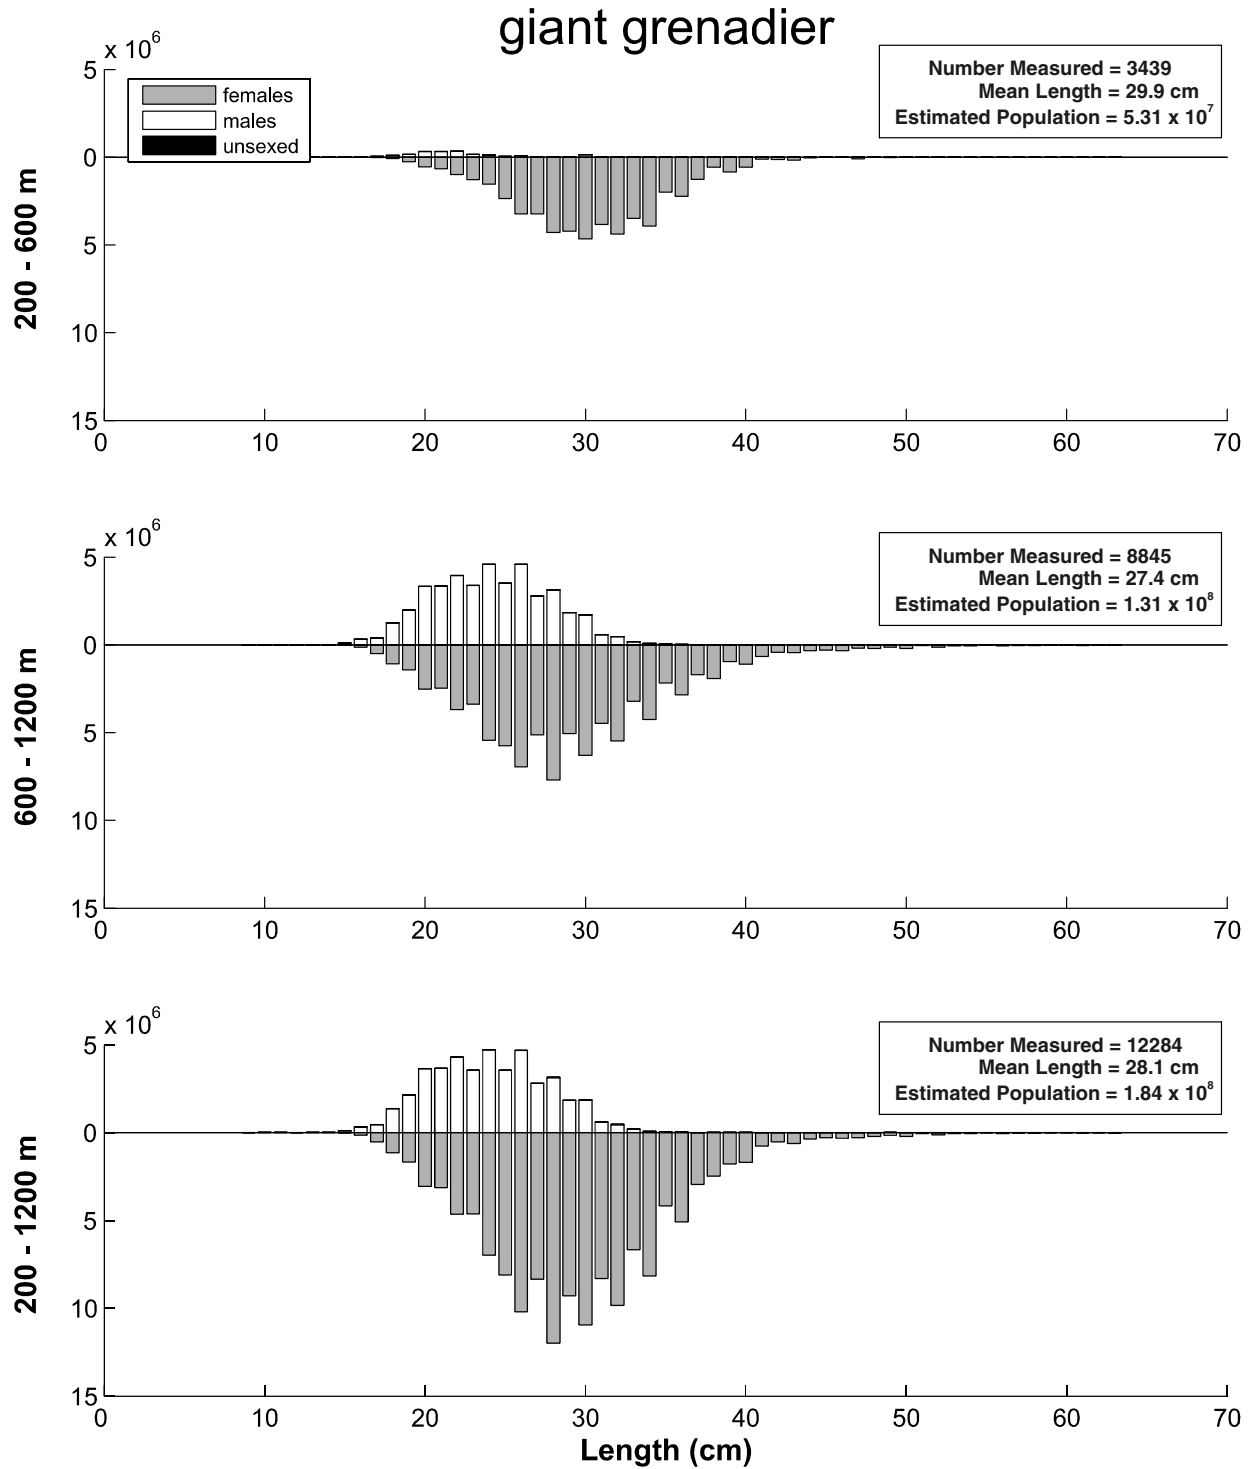 giant grenadier
x 10^6
5
0
5
10
15
females
males
unsexed
Number Measured = 3439
Mean Length = 29.9 cm
Estimated Population = 5.31 x 10^7
200 - 600 m
0 10 20 30 40 50 60 70
x 10^6
5
0
5
10
15
Number Measured = 8845
Mean Length = 27.4 cm
Estimated Population = 1.31 x 10^8
600 - 1200 m
0 10 20 30 40 50 60 70
x 10^6
5
0
5
10
15
Number Measured = 12284
Mean Length = 28.1 cm
Estimated Population = 1.84 x 10^8
200 - 1200 m
0 10 20 30 40 50 60 70
Length (cm)